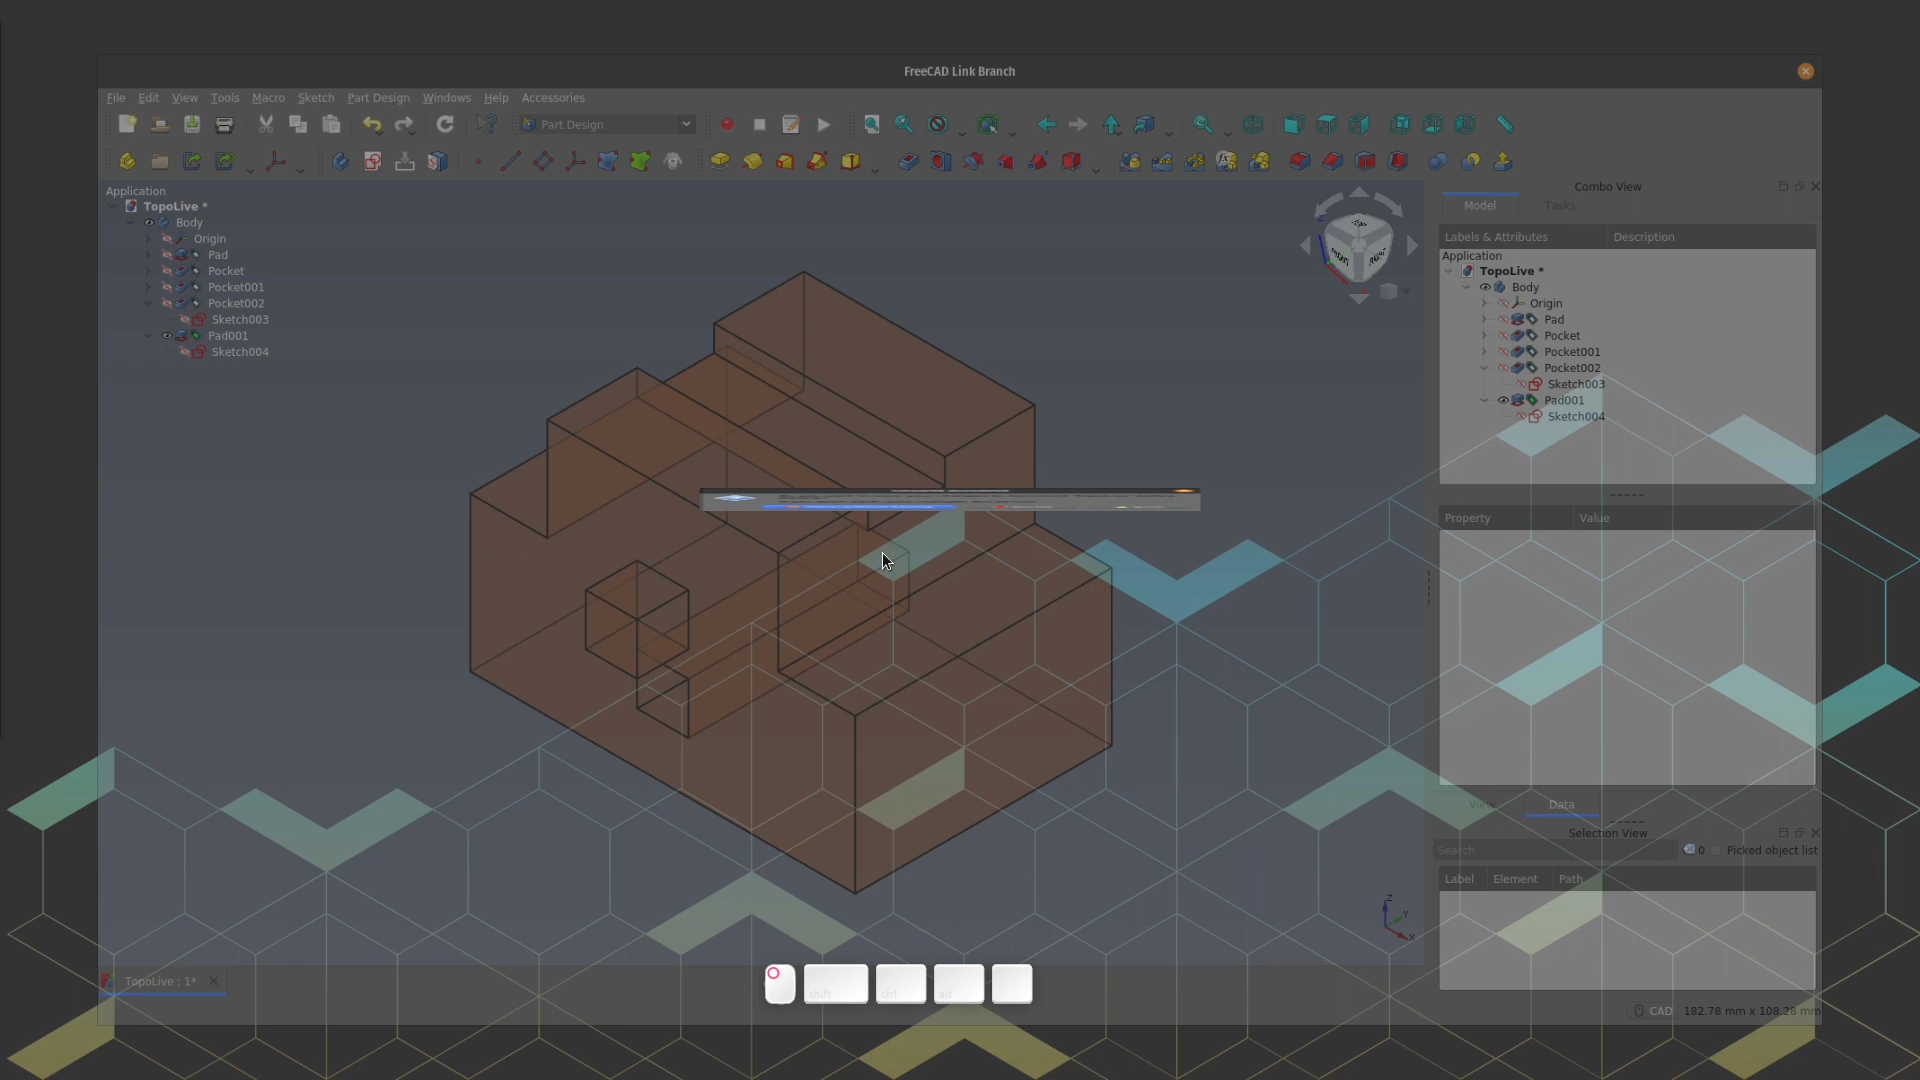 FreeCAD Link Branch
File Edit View Tools Macro Sketch Part Design Windows Help Accessories
Part Design
Application
TopoLive *
Body
Origin
Pad
Pocket
Pocket001
Pocket002
Sketch003
Pad001
Sketch004
Combo View
Model Tasks
Labels & Attributes Description
Application
TopoLive *
Body
Origin
Pad
Pocket
Pocket001
Pocket002
Sketch003
Pad001
Sketch004
Property Value
View Data
Selection View
Search 0 Picked object list
Label Element Path
Z
Y
X
TopoLive : 1*
shift ctrl alt
CAD 182.78 mm x 108.28 mm